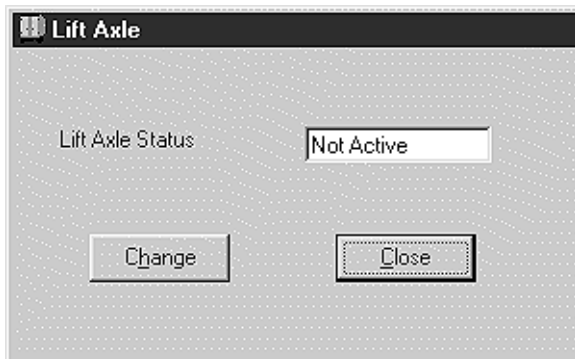 Lift Axle
Lift Axle Status
Not Active
Change
Close